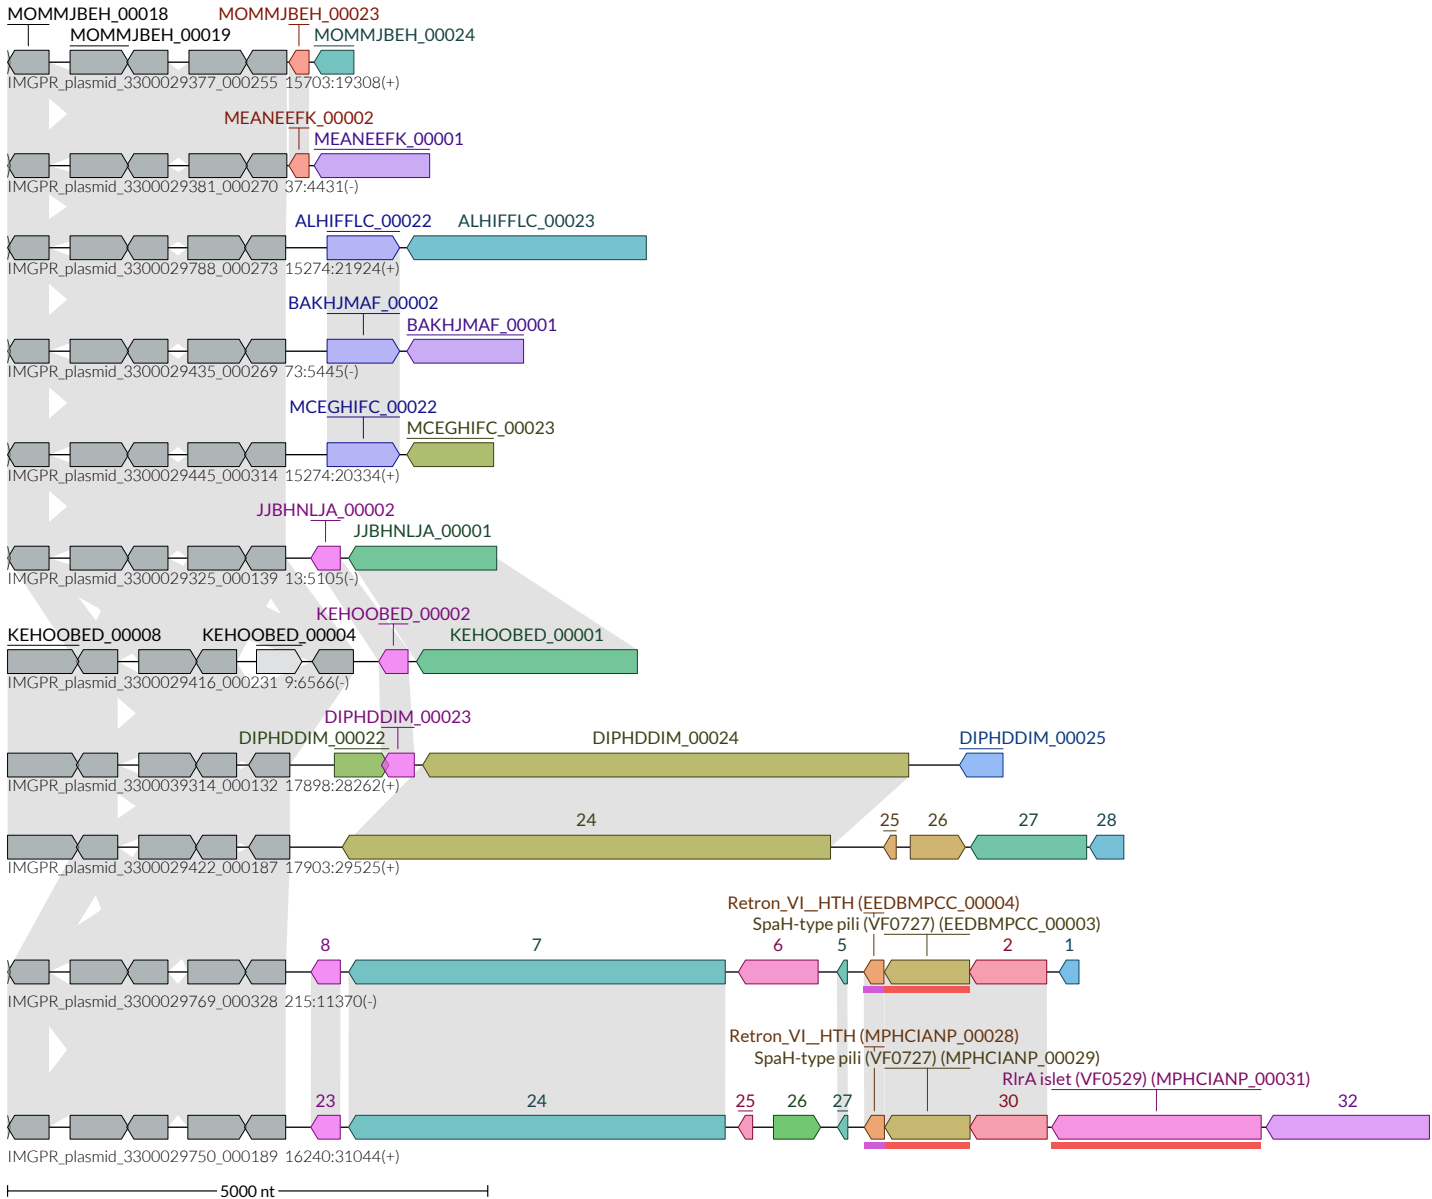 MOMMJBEH_00018
MOMMJBEH_00023
MOMMJBEH_00019
MOMMJBEH_00024
IMGPR_plasmid_3300029377_000255 15703:19308(+)
MEANEEFK_00002
MEANEEFK_00001
IMGPR_plasmid_3300029381_000270 37:4431(-)
ALHIFFLC_00022
ALHIFFLC_00023
IMGPR_plasmid_3300029788_000273 15274:21924(+)
BAKHJMAF_00002
BAKHJMAF_00001
IMGPR_plasmid_3300029435_000269 73:5445(-)
MCEGHIFC_00022
MCEGHIFC_00023
IMGPR_plasmid_3300029445_000314 15274:20334(+)
JJBHNLJA_00002
JJBHNLJA_00001
IMGPR_plasmid_3300029325_000139 13:5105(-)
KEHOOBED_00002
KEHOOBED_00008
KEHOOBED_00004
KEHOOBED_00001
IMGPR_plasmid_3300029416_000231 9:6566(-)
DIPHDDIM_00023
DIPHDDIM_00022
DIPHDDIM_00024
DIPHDDIM_00025
IMGPR_plasmid_3300039314_000132 17898:28262(+)
24
25
26
27
28
IMGPR_plasmid_3300029422_000187 17903:29525(+)
Retron_VI__HTH (EEDBMPCC_00004)
SpaH-type pili (VF0727) (EEDBMPCC_00003)
8
7
6
5
2
1
IMGPR_plasmid_3300029769_000328 215:11370(-)
Retron_VI__HTH (MPHCIANP_00028)
SpaH-type pili (VF0727) (MPHCIANP_00029)
RlrA islet (VF0529) (MPHCIANP_00031)
23
24
25
26
27
30
32
IMGPR_plasmid_3300029750_000189 16240:31044(+)
5000 nt